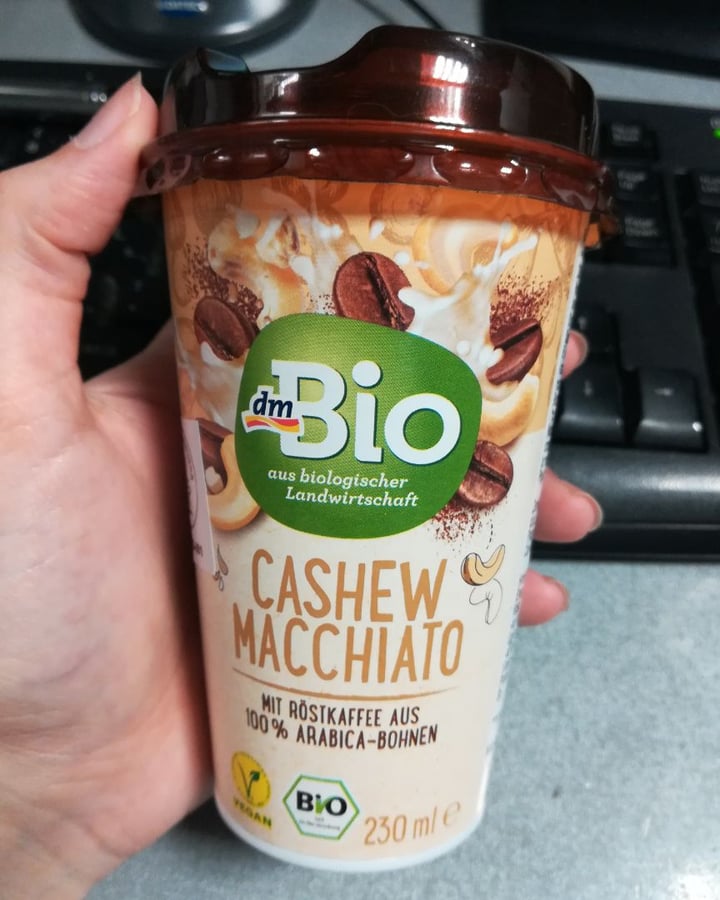 dm
Bio
aus biologischer
Landwirtschaft
CASHEW
MACCHIATO
MIT RÖSTKAFFEE AUS
100% ARABICA-BOHNEN
VEGAN
BiO
230 ml e